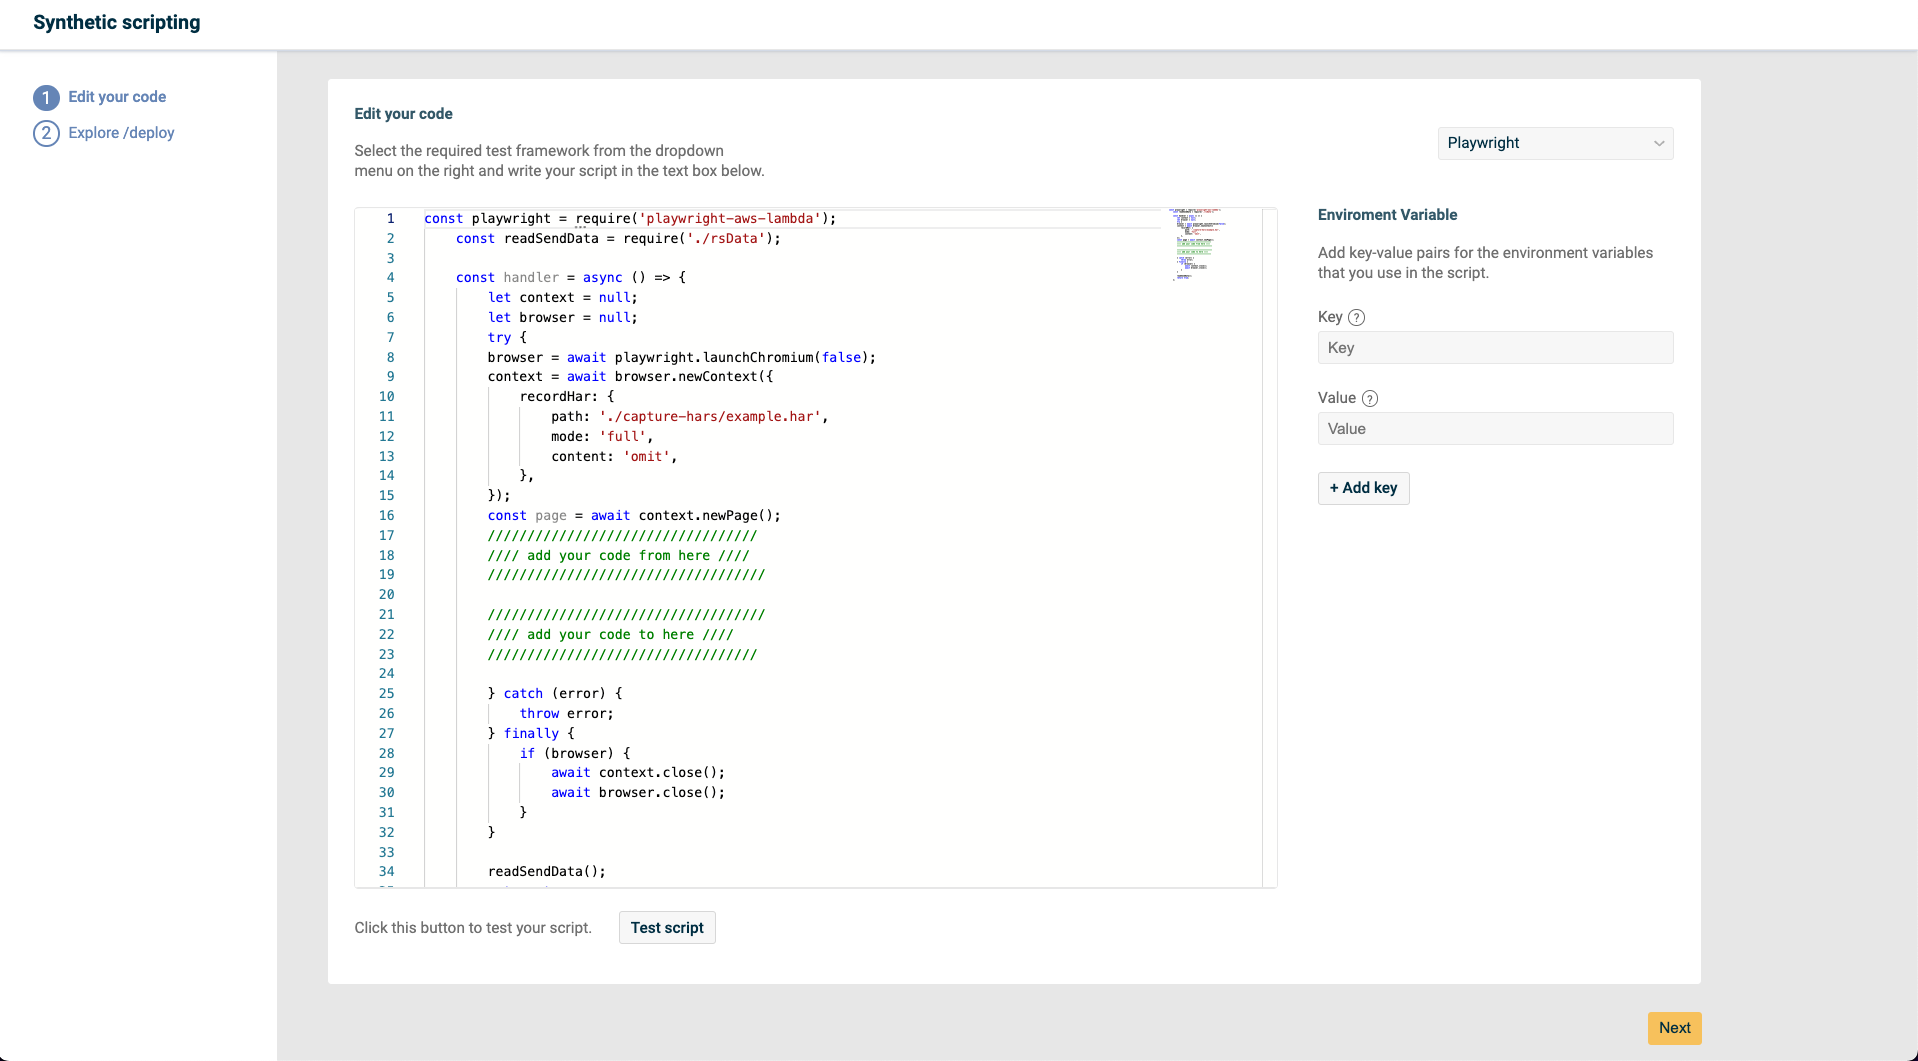 Synthetic scripting
1 Edit your code
2 Explore /deploy
Edit your code
Select the required test framework from the dropdown
menu on the right and write your script in the text box below.
Playwright
1 const playwright = require('playwright-aws-lambda');
2     const readSendData = require('./rsData');
3
4     const handler = async () => {
5         let context = null;
6         let browser = null;
7         try {
8         browser = await playwright.launchChromium(false);
9         context = await browser.newContext({
10             recordHar: {
11                 path: './capture-hars/example.har',
12                 mode: 'full',
13                 content: 'omit',
14             },
15         });
16         const page = await context.newPage();
17         //////////////////////////////////
18         //// add your code from here ////
19         ///////////////////////////////////
20
21         ///////////////////////////////////
22         //// add your code to here ////
23         //////////////////////////////////
24
25         } catch (error) {
26             throw error;
27         } finally {
28             if (browser) {
29                 await context.close();
30                 await browser.close();
31             }
32         }
33
34         readSendData();
Enviroment Variable
Add key-value pairs for the environment variables
that you use in the script.
Key ?
Key
Value ?
Value
+ Add key
Click this button to test your script.
Test script
Next